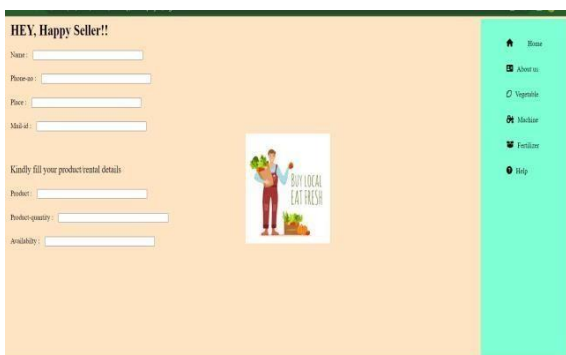 HEY, Happy Seller!!
Name :
Phone-no :
Place :
Mail-id :
Kindly fill your product/rental details
Product :
Product-quantity :
Availabilty :
BUY LOCAL
EAT FRESH
Home
About us
Vegetable
Machine
Fertilizer
Help